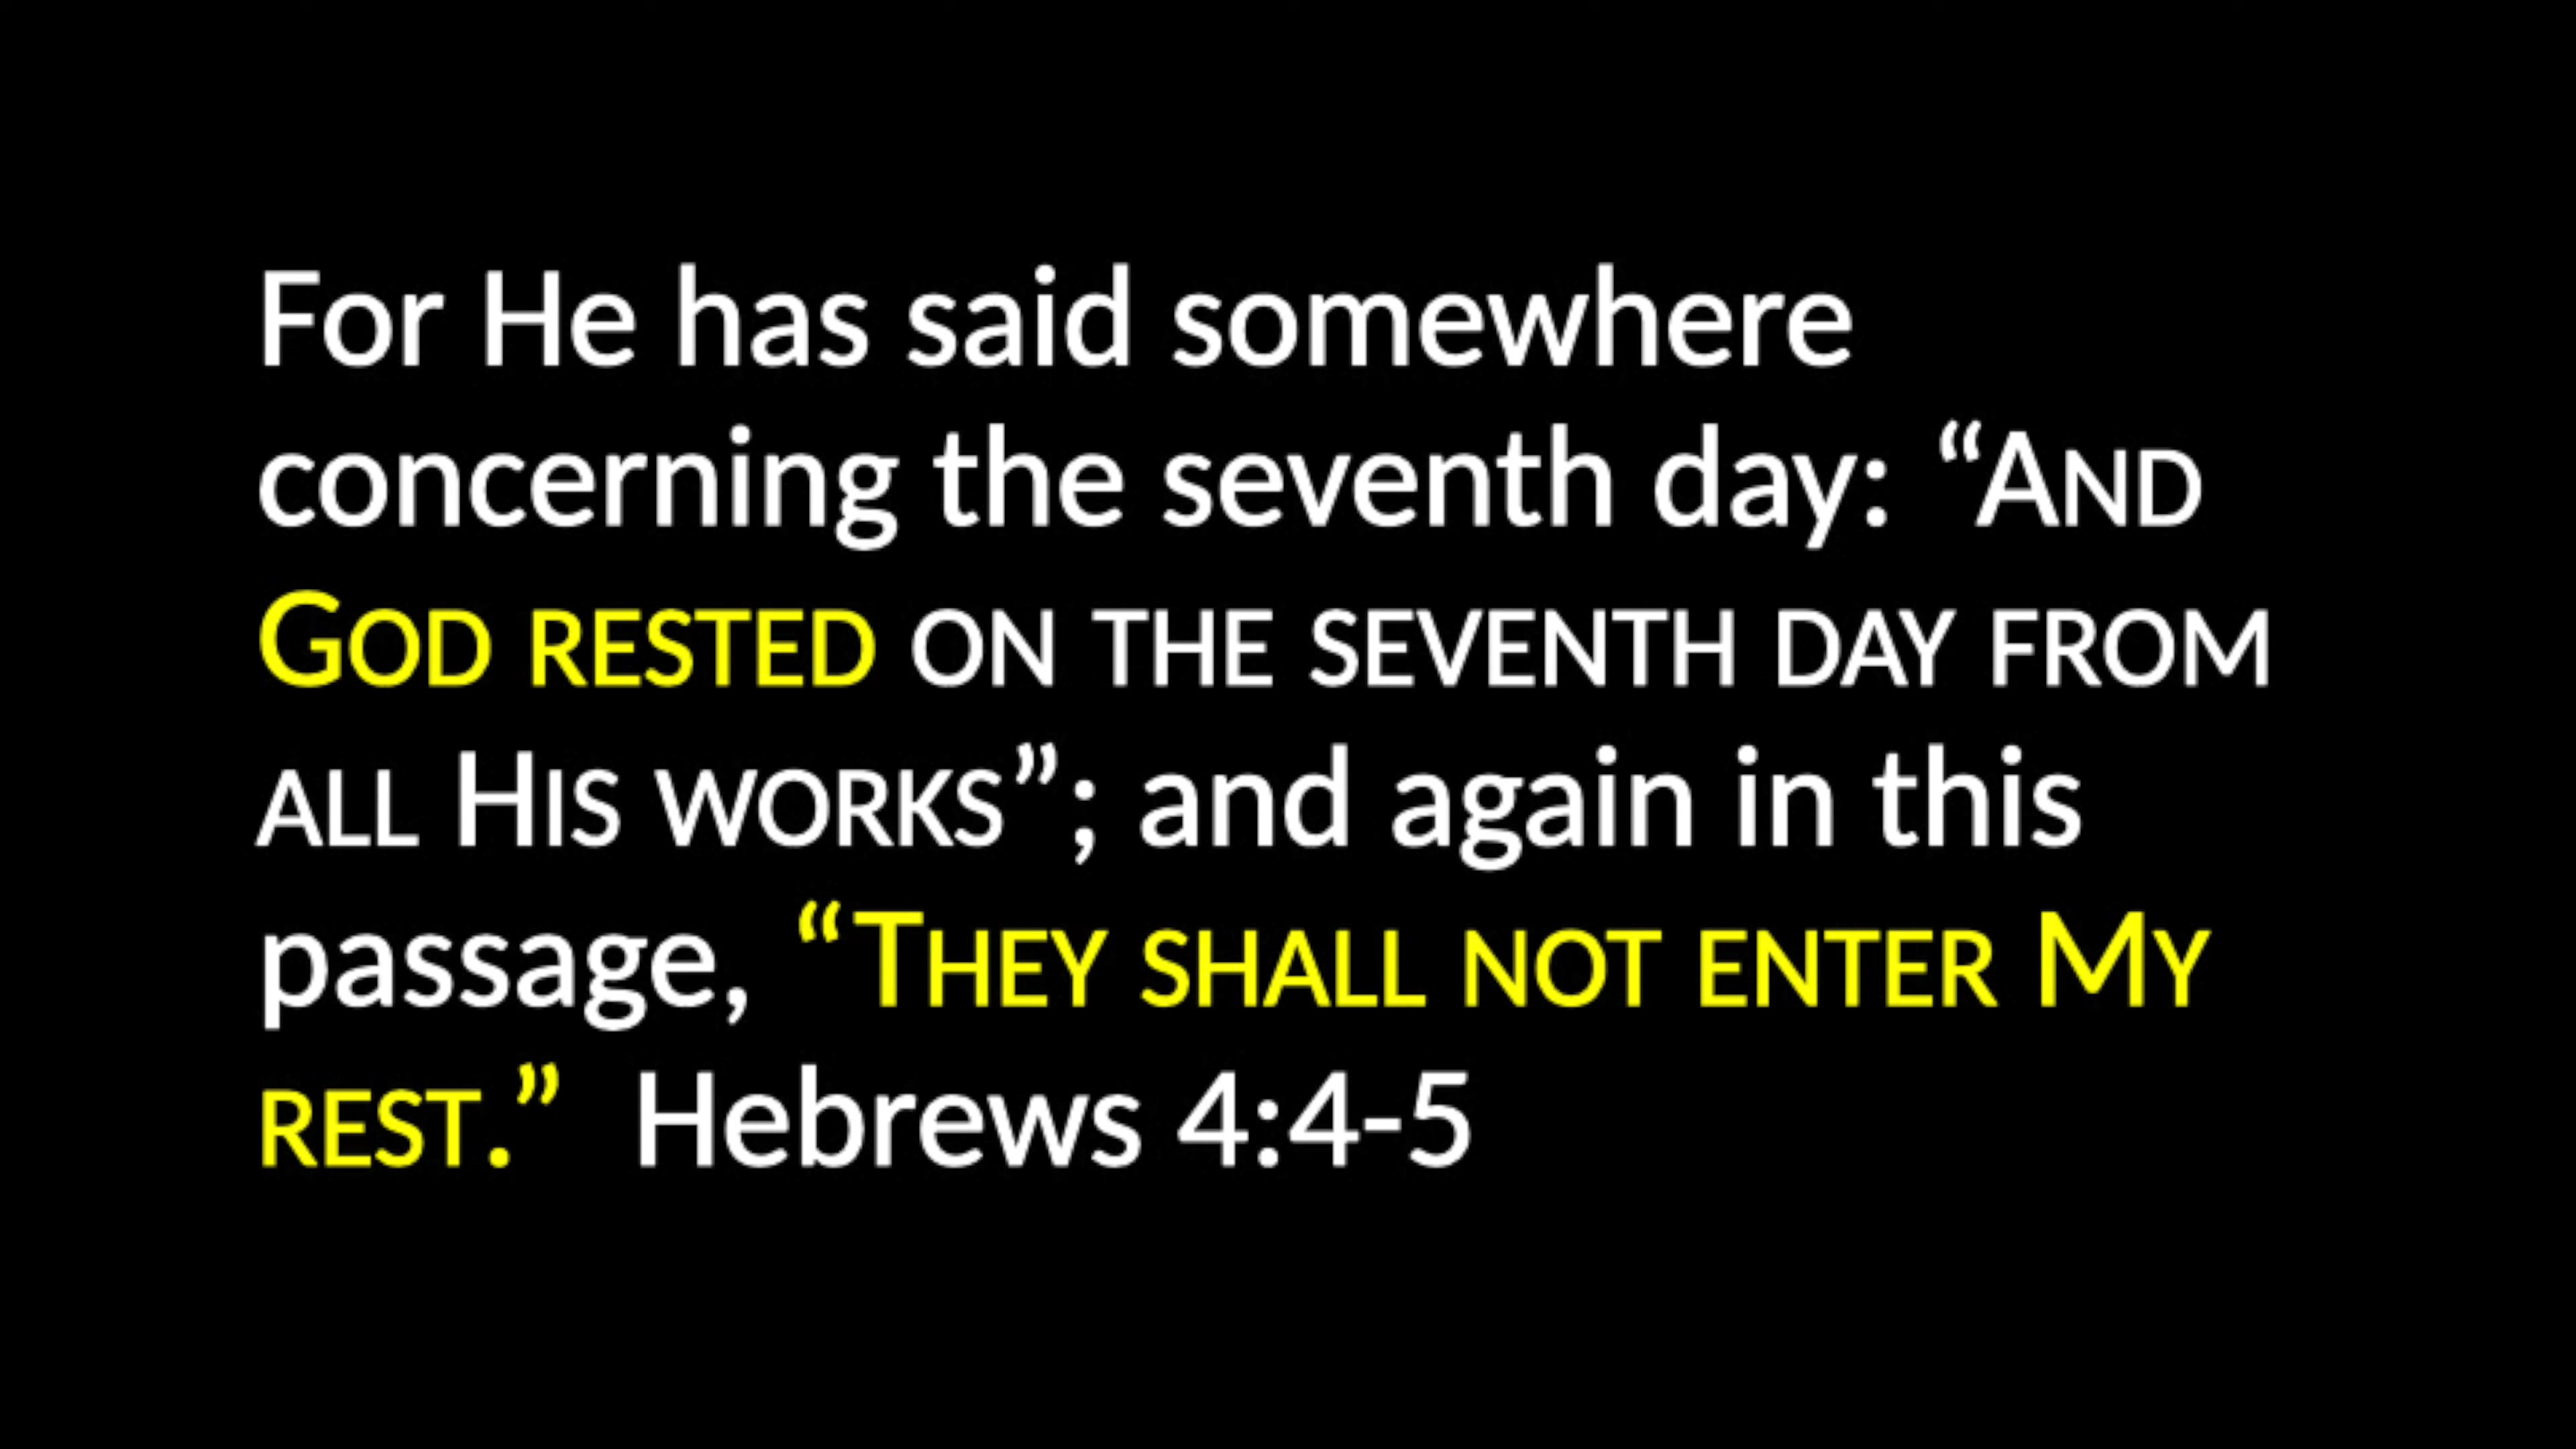 For He has said somewhere
concerning the seventh day: “AND
GOD RESTED ON THE SEVENTH DAY FROM
ALL HIS WORKS”; and again in this
passage, “THEY SHALL NOT ENTER MY
REST.”  Hebrews 4:4-5